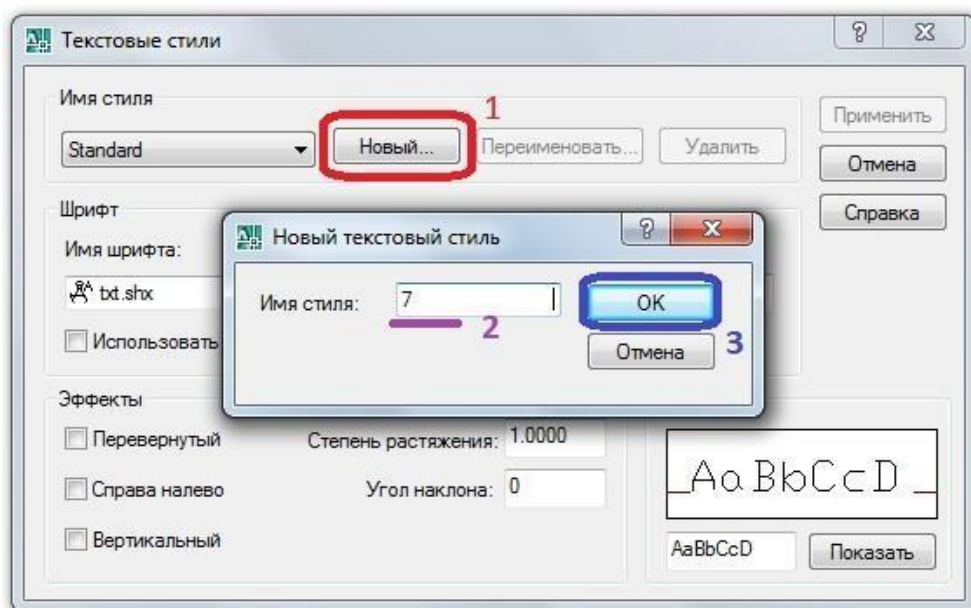 Текстовые стили
Имя стиля
1
Standard
Новый...
Переименовать...
Удалить
Применить
Отмена
Справка
Шрифт
Имя шрифта:
txt.shx
Использовать
Новый текстовый стиль
Имя стиля:
7
2
OK
3
Отмена
Эффекты
Перевернутый
Степень растяжения: 1.0000
Справа налево
Угол наклона: 0
Вертикальный
AaBbCcD
AaBbCcD
Показать